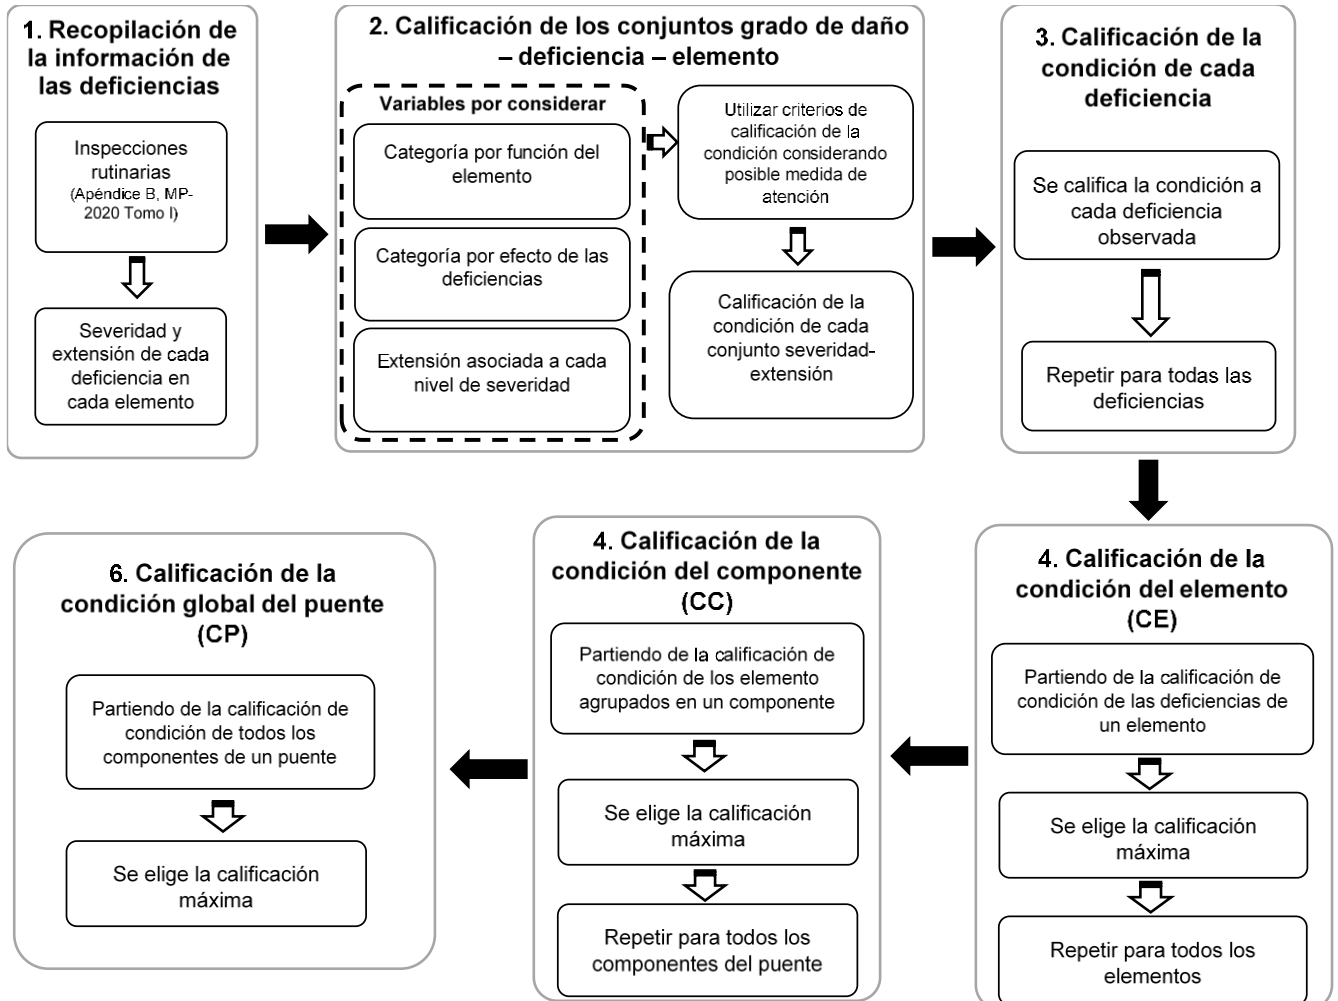 1. Recopilación de
la información de
las deficiencias
Inspecciones
rutinarias
(Apéndice B, MP-
2020 Tomo I)
Severidad y
extensión de cada
deficiencia en
cada elemento
2. Calificación de los conjuntos grado de daño
– deficiencia – elemento
Variables por considerar
Categoría por función del
elemento
Categoría por efecto de las
deficiencias
Extensión asociada a cada
nivel de severidad
Utilizar criterios de
calificación de la
condición considerando
posible medida de
atención
Calificación de la
condición de cada
conjunto severidad-
extensión
3. Calificación de la
condición de cada
deficiencia
Se califica la condición a
cada deficiencia
observada
Repetir para todas las
deficiencias
4. Calificación de la
condición del elemento
(CE)
Partiendo de la calificación de
condición de las deficiencias de
un elemento
Se elige la calificación
máxima
Repetir para todos los
elementos
4. Calificación de la
condición del componente
(CC)
Partiendo de la calificación de
condición de los elemento
agrupados en un componente
Se elige la calificación
máxima
Repetir para todos los
componentes del puente
6. Calificación de la
condición global del puente
(CP)
Partiendo de la calificación de
condición de todos los
componentes de un puente
Se elige la calificación
máxima